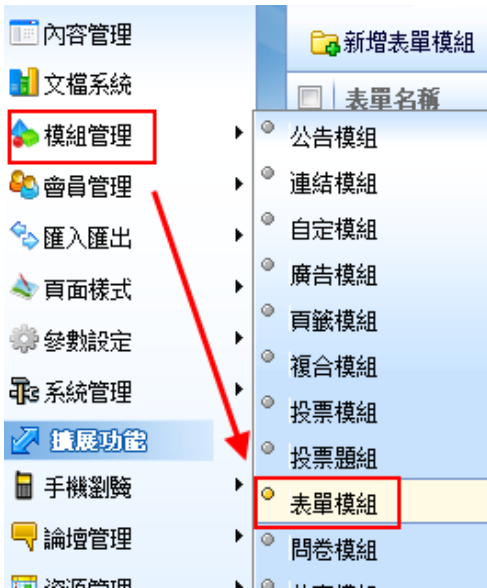 內容管理
文檔系統
模組管理
會員管理
匯入匯出
頁面樣式
參數設定
系統管理
擴展功能
手機瀏覽
論壇管理
資源管理
新增表單模組
表單名稱
公告模組
連結模組
自定模組
廣告模組
頁籤模組
複合模組
投票模組
投票題組
表單模組
問卷模組